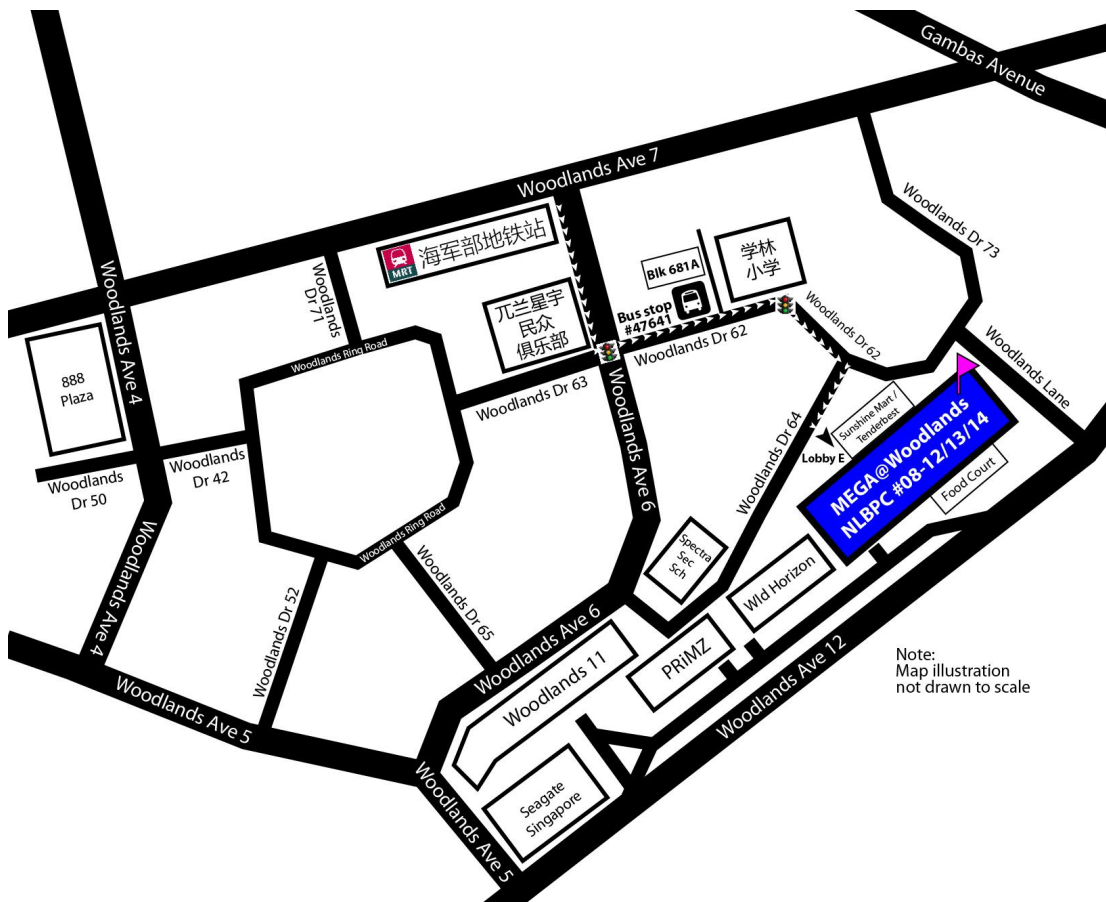 Gambas Avenue
Woodlands Ave 7
Woodlands Dr 73
MRT
海军部地铁站
学林
小学
Blk 681A
Woodlands Ave 4
Woodlands
Dr 71
兀兰星宇
民众
俱乐部
Bus stop
#47641
Woodlands Dr 62
Woodlands Dr 62
Woodlands Ring Road
Woodlands Lane
888
Plaza
Woodlands Dr 63
Woodlands Ave 6
Sunshine Mart /
Tenderbest
Lobby E
Woodlands Dr 64
MEGA@Woodlands
NLBPC #08-12/13/14
Food Court
Woodlands
Dr 50
Woodlands
Dr 42
Woodlands Ave 4
Woodlands Ring Road
Woodlands Dr 52
Woodlands Dr 65
Spectra
Sec
Sch
Wld Horizon
Woodlands Ave 6
Woodlands 11
PRiMZ
Woodlands Ave 12
Note:
Map illustration
not drawn to scale
Woodlands Ave 5
Woodlands Ave 5
Seagate
Singapore